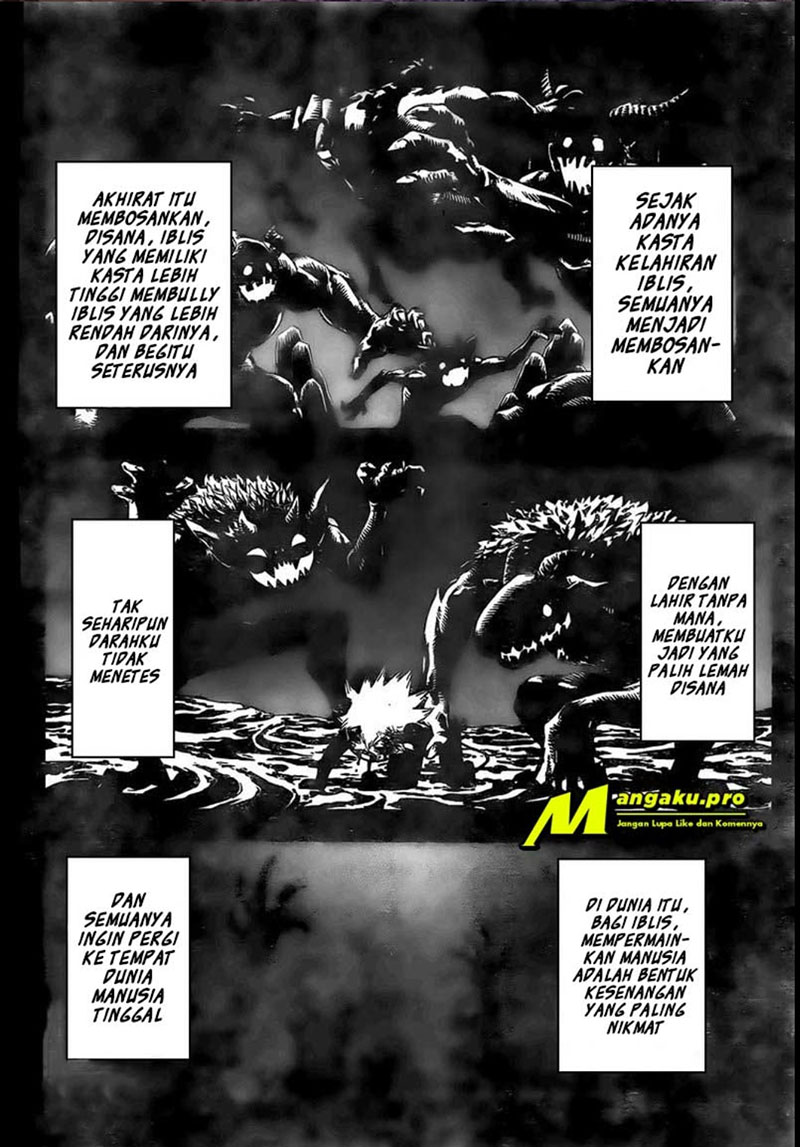 SEJAK
ADANYA
KASTA
KELAHIRAN
IBLIS,
SEMUANYA
MENJADI
MEMBOSAN-
KAN
AKHIRAT ITU
MEMBOSANKAN,
DISANA, IBLIS
YANG MEMILIKI
KASTA LEBIH
TINGGI MEMBULLY
IBLIS YANG LEBIH
RENDAH DARINYA,
DAN BEGITU
SETERUSNYA
DENGAN
LAHIR TANPA
MANA,
MEMBUATKU
JADI YANG
PALIH LEMAH
DISANA
TAK
SEHARIPUN
DARAHKU
TIDAK
MENETES
Mangaku.pro
Jangan Lupa Like dan Komennya
DI DUNIA ITU,
BAGI IBLIS,
MEMPERMAIN-
KAN MANUSIA
ADALAH BENTUK
KESENANGAN
YANG PALING
NIKMAT
DAN
SEMUANYA
INGIN PERGI
KE TEMPAT
DUNIA
MANUSIA
TINGGAL